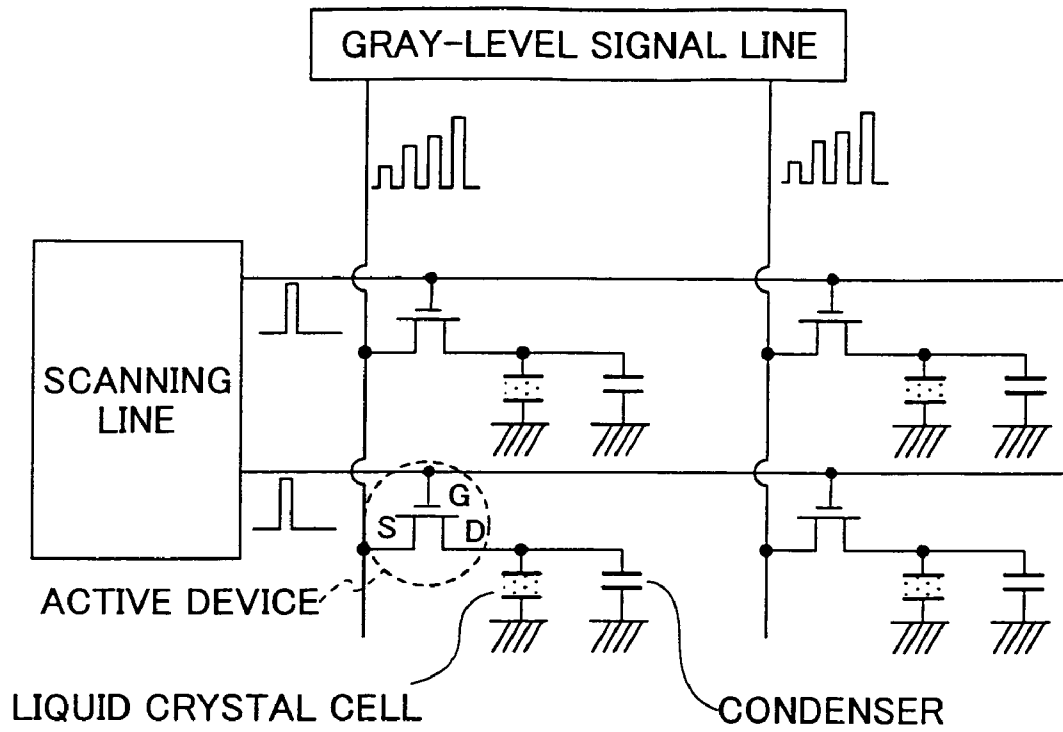 GRAY-LEVEL SIGNAL LINE
SCANNING
LINE
G
S
D
ACTIVE DEVICE
LIQUID CRYSTAL CELL
CONDENSER